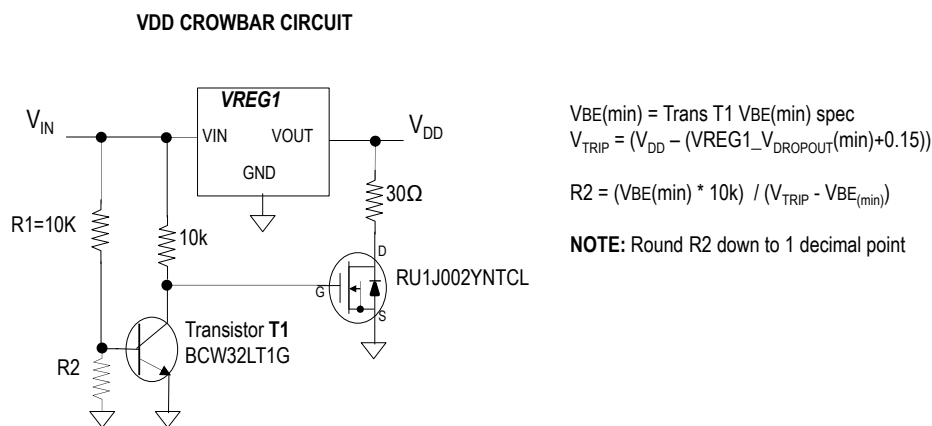 VDD CROWBAR CIRCUIT
VREG1
VIN
VIN
VOUT
VDD
GND
VBE(min) = Trans T1 VBE(min) spec
VTRIP = (VDD – (VREG1_VDROPOUT(min)+0.15))
R2 = (VBE(min) * 10k) / (VTRIP - VBE(min))
NOTE: Round R2 down to 1 decimal point
R1=10K
10k
30Ω
D
G
S
RU1J002YNTCL
Transistor T1
BCW32LT1G
R2